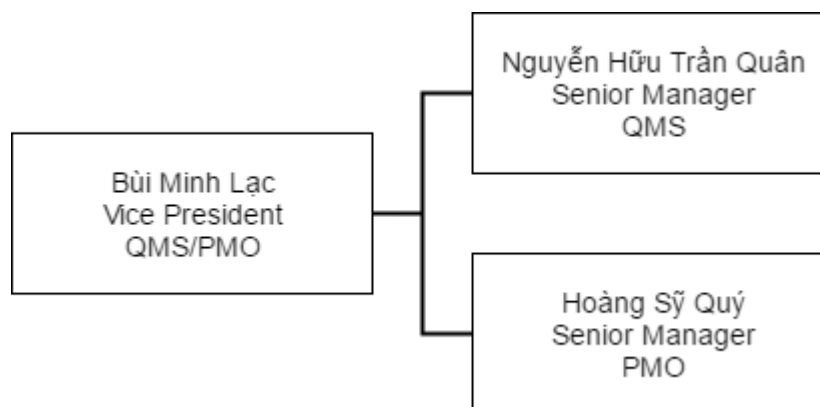 Bùi Minh Lạc
Vice President
QMS/PMO
Nguyễn Hữu Trần Quân
Senior Manager
QMS
Hoàng Sỹ Quý
Senior Manager
PMO